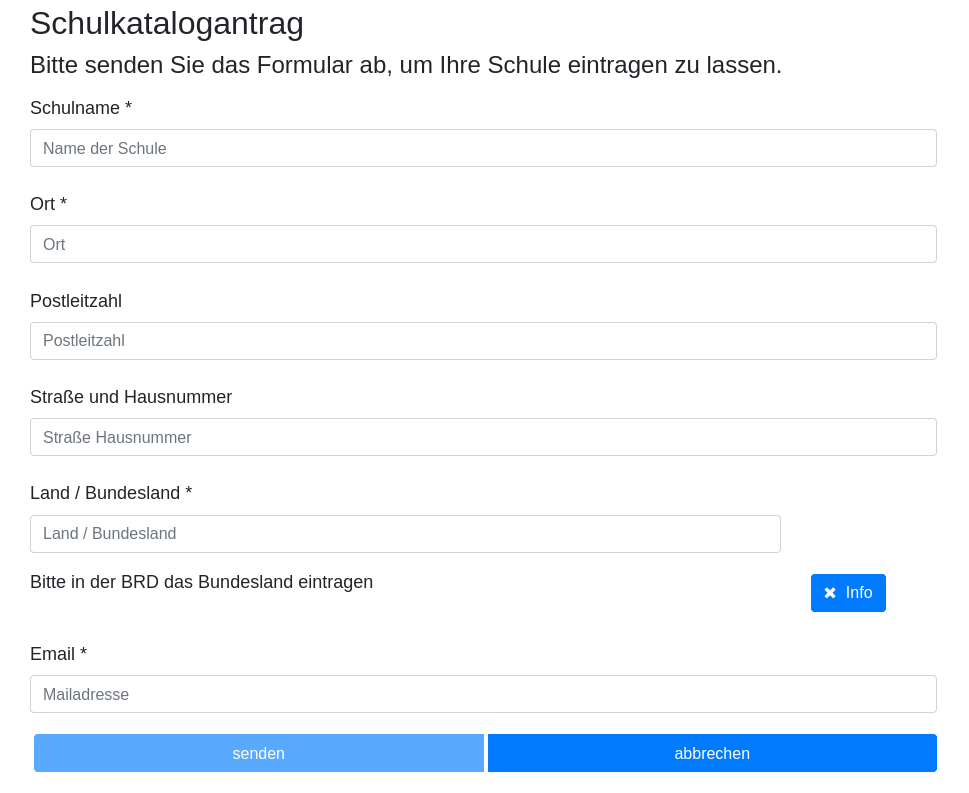 Schulkatalogantrag
Bitte senden Sie das Formular ab, um Ihre Schule eintragen zu lassen.
Schulname *
Name der Schule
Ort *
Ort
Postleitzahl
Postleitzahl
Straße und Hausnummer
Straße Hausnummer
Land / Bundesland *
Land / Bundesland
Bitte in der BRD das Bundesland eintragen
Info
Email *
Mailadresse
senden abbrechen